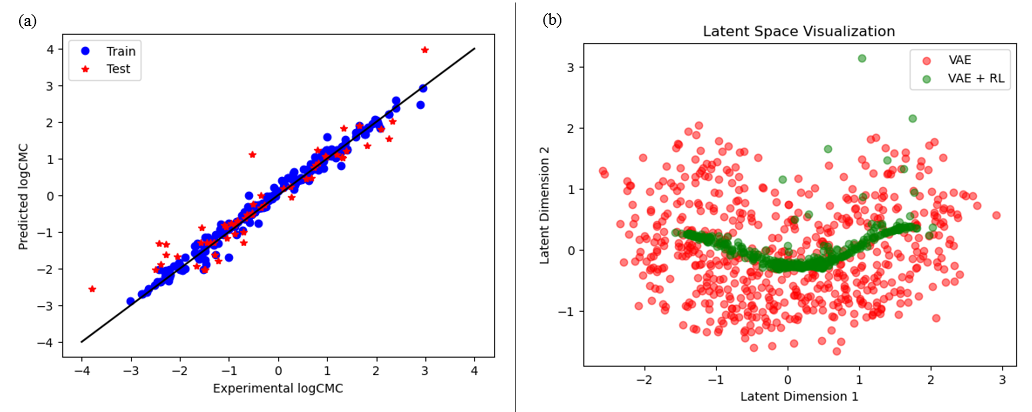 (a)
Train
Test
4
3
2
1
0
−1
−2
−3
−4
Predicted logCMC
−4 −3 −2 −1 0 1 2 3 4
Experimental logCMC
(b)
Latent Space Visualization
VAE
VAE + RL
3
2
1
0
−1
Latent Dimension 2
−2 −1 0 1 2 3
Latent Dimension 1